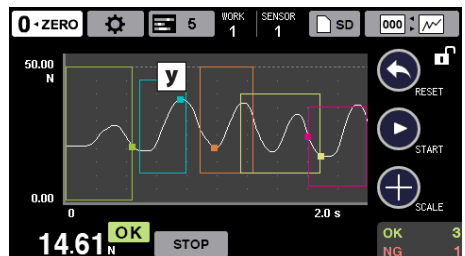 0-ZERO 5 WORK 1 SENSOR 1 SD 000
50.00
N
y
RESET
START
0.00
0 2.0 s
SCALE
14.61 N OK STOP
OK 3
NG 1